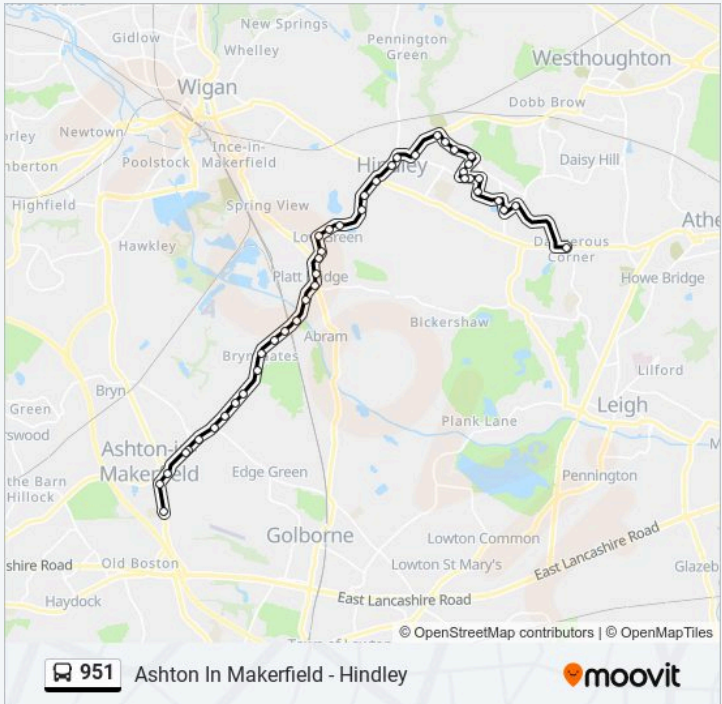 New Springs
Gidlow
Whelley
Pennington
Green
Westhoughton
Wigan
Dobb Brow
orley
Newtown
Ince-in-
Makerfield
Hindley
Daisy Hill
mberton
Poolstock
Highfield
Spring View
Hawkley
Low Green
Dangerous
Corner
Athe
Platt Bridge
Howe Bridge
Abram
Bickershaw
Bryn Gates
Lilford
Bryn
Green
Leigh
rswood
Plank Lane
Ashton-in-
Makerfield
Edge Green
Pennington
the Barn
Hillock
Golborne
Lowton Common
shire Road
Old Boston
Lowton St Mary's
East Lancashire Road
Glazeb
Haydock
East Lancashire Road
© OpenStreetMap contributors | © OpenMapTiles
951 Ashton In Makerfield - Hindley
moovit